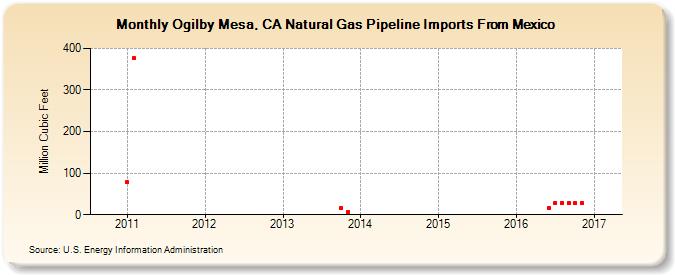 Monthly Ogilby Mesa, CA Natural Gas Pipeline Imports From Mexico
Million Cubic Feet
400
300
200
100
0
2011 2012 2013 2014 2015 2016 2017
Source: U.S. Energy Information Administration